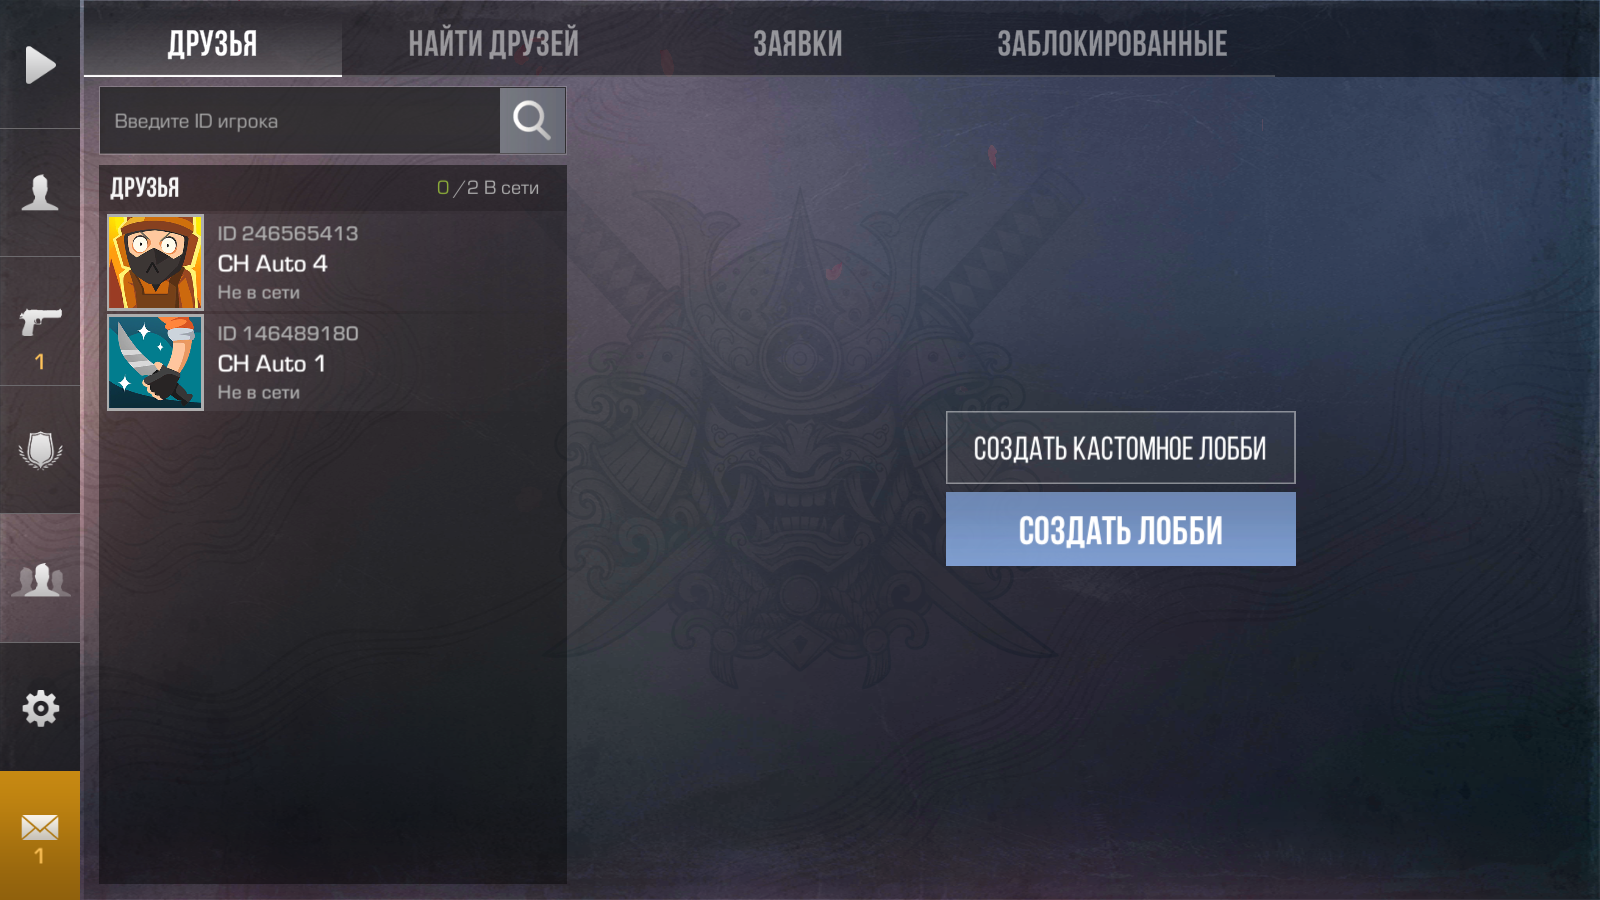 ДРУЗЬЯ
НАЙТИ ДРУЗЕЙ
ЗАЯВКИ
ЗАБЛОКИРОВАННЫЕ
Введите ID игрока
ДРУЗЬЯ
0 /2 В сети
ID 246565413
CH Auto 4
Не в сети
ID 146489180
CH Auto 1
Не в сети
1
СОЗДАТЬ КАСТОМНОЕ ЛОББИ
СОЗДАТЬ ЛОББИ
1